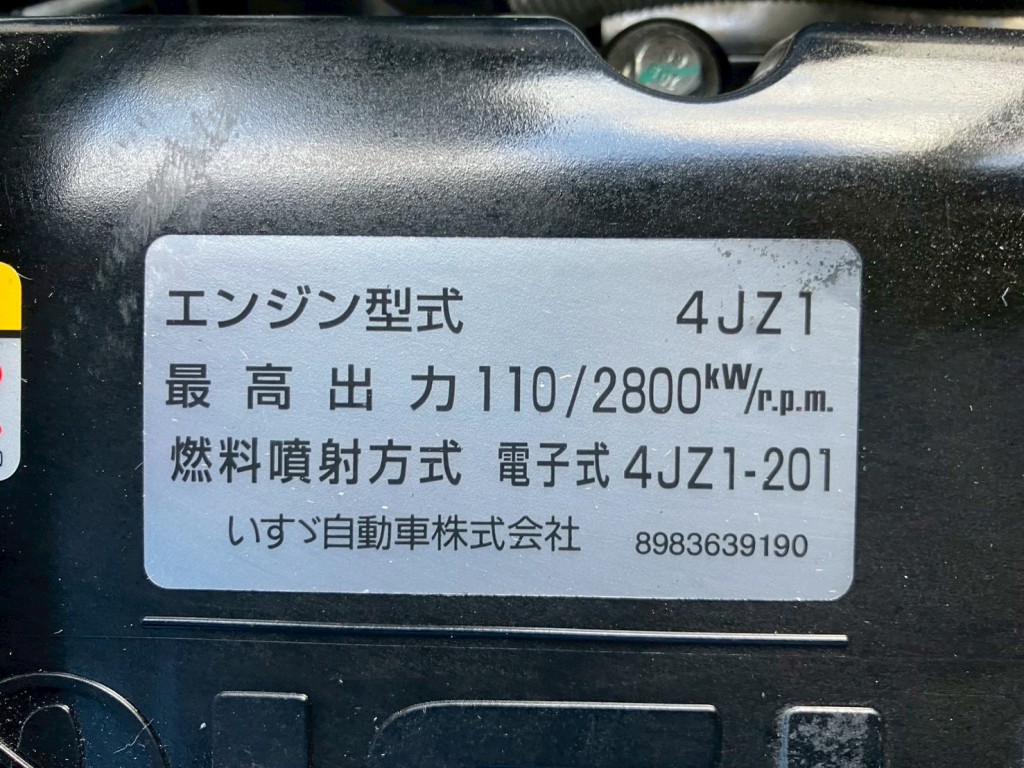 エンジン型式 4JZ1
最高出力 110/2800kW/r.p.m.
燃料噴射方式 電子式 4JZ1-201
いすゞ自動車株式会社 8983639190